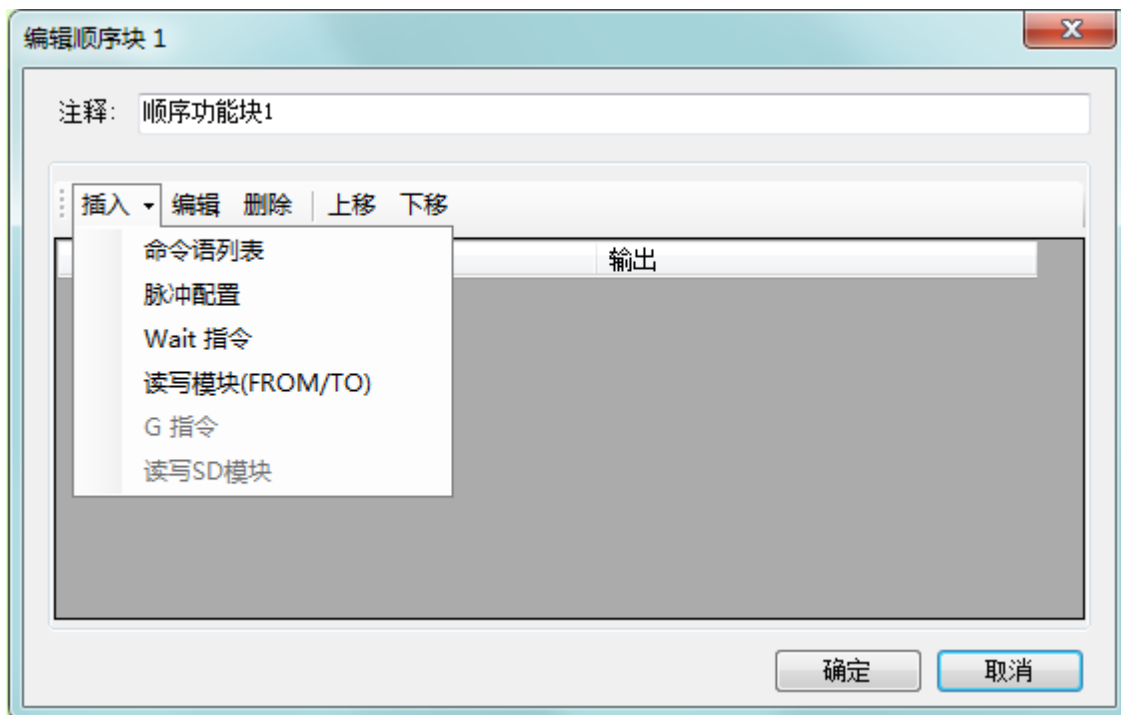 编辑顺序块 1
注释: 顺序功能块1
插入 编辑 删除 上移 下移
输出
命令语列表
脉冲配置
Wait 指令
读写模块(FROM/TO)
G 指令
读写SD模块
确定 取消